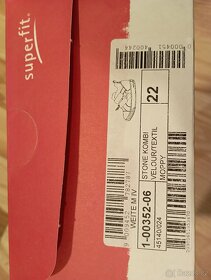 superfit.
22
STONE KOMBI
VELOUR/TEXTIL
MOPPY
WEITE M IV
1-00352-06
45140/024